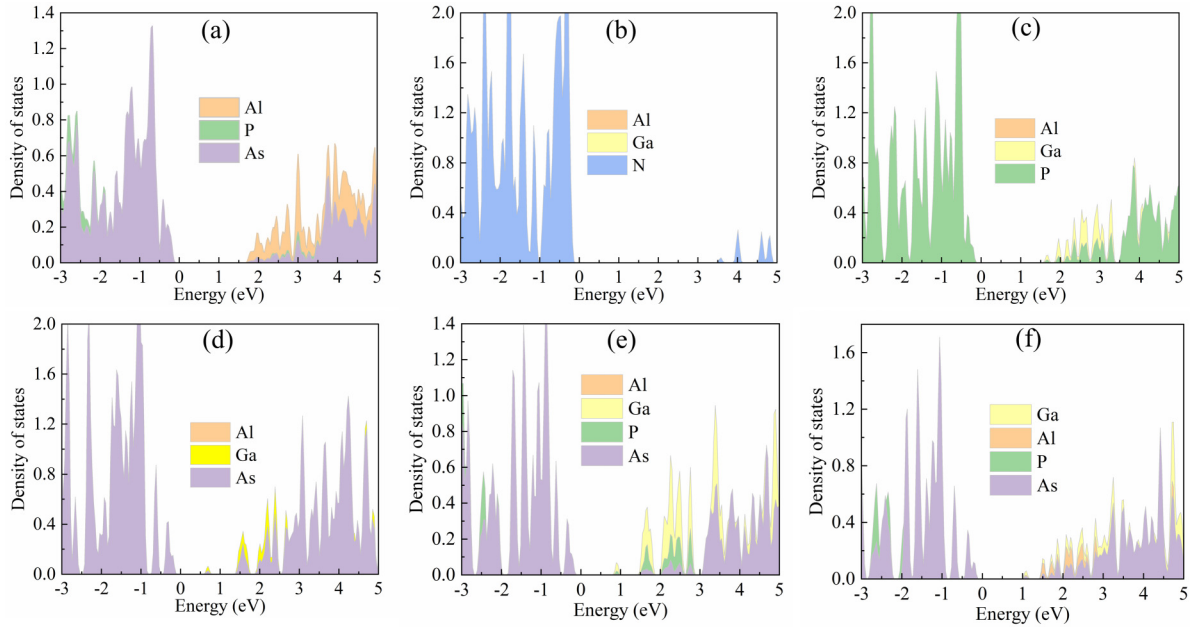 (a)
Density of states
1.4
1.2
1.0
0.8
0.6
0.4
0.2
0.0
Al
P
As
-3 -2 -1 0 1 2 3 4 5
Energy (eV)
(b)
Density of states
2.0
1.6
1.2
0.8
0.4
0.0
Al
Ga
N
-3 -2 -1 0 1 2 3 4 5
Energy (eV)
(c)
Density of states
2.0
1.6
1.2
0.8
0.4
0.0
Al
Ga
P
-3 -2 -1 0 1 2 3 4 5
Energy (eV)
(d)
Density of states
2.0
1.6
1.2
0.8
0.4
0.0
Al
Ga
As
-3 -2 -1 0 1 2 3 4 5
Energy (eV)
(e)
Density of states
1.4
1.2
1.0
0.8
0.6
0.4
0.2
0.0
Al
Ga
P
As
-3 -2 -1 0 1 2 3 4 5
Energy (eV)
(f)
Density of states
1.6
1.2
0.8
0.4
0.0
Ga
Al
P
As
-3 -2 -1 0 1 2 3 4 5
Energy (eV)